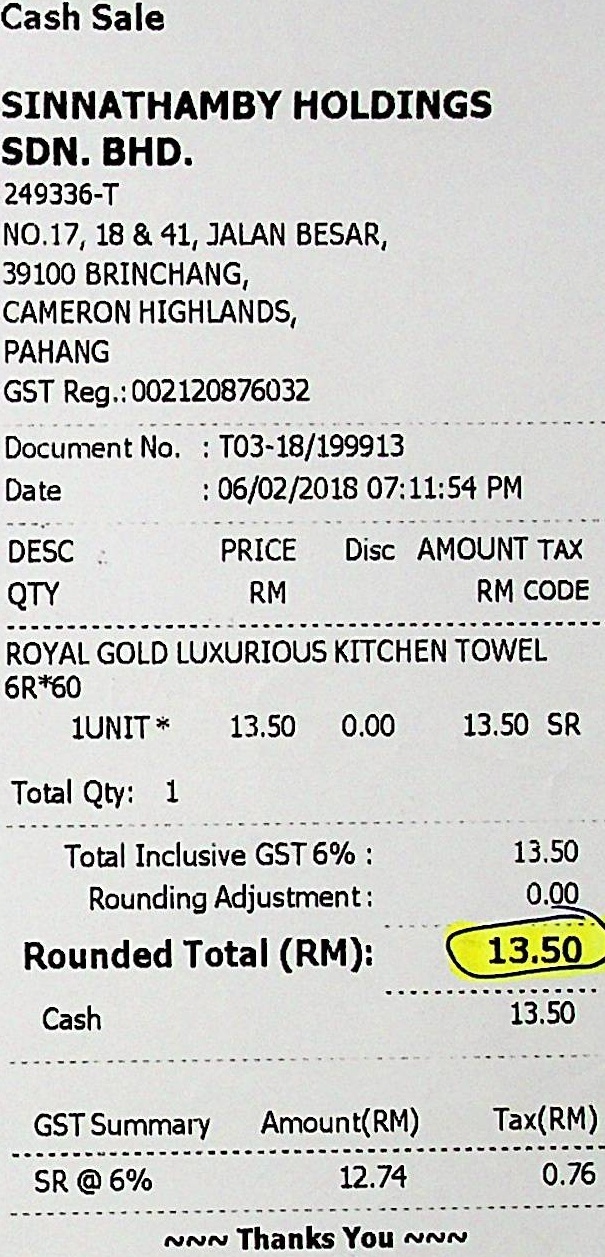 Cash Sale
SINNATHAMBY HOLDINGS
SDN. BHD.
249336-T
NO.17, 18 & 41, JALAN BESAR,
39100 BRINCHANG,
CAMERON HIGHLANDS,
PAHANG
GST Reg.: 002120876032
Document No. : T03-18/199913
Date : 06/02/2018 07:11:54 PM
DESC PRICE Disc AMOUNT TAX
QTY RM RM CODE
ROYAL GOLD LUXURIOUS KITCHEN TOWEL
6R*60
1UNIT * 13.50 0.00 13.50 SR
Total Qty: 1
Total Inclusive GST 6% : 13.50
Rounding Adjustment : 0.00
Rounded Total (RM): 13.50
Cash 13.50
GST Summary Amount(RM) Tax(RM)
SR @ 6% 12.74 0.76
~~~ Thanks You ~~~